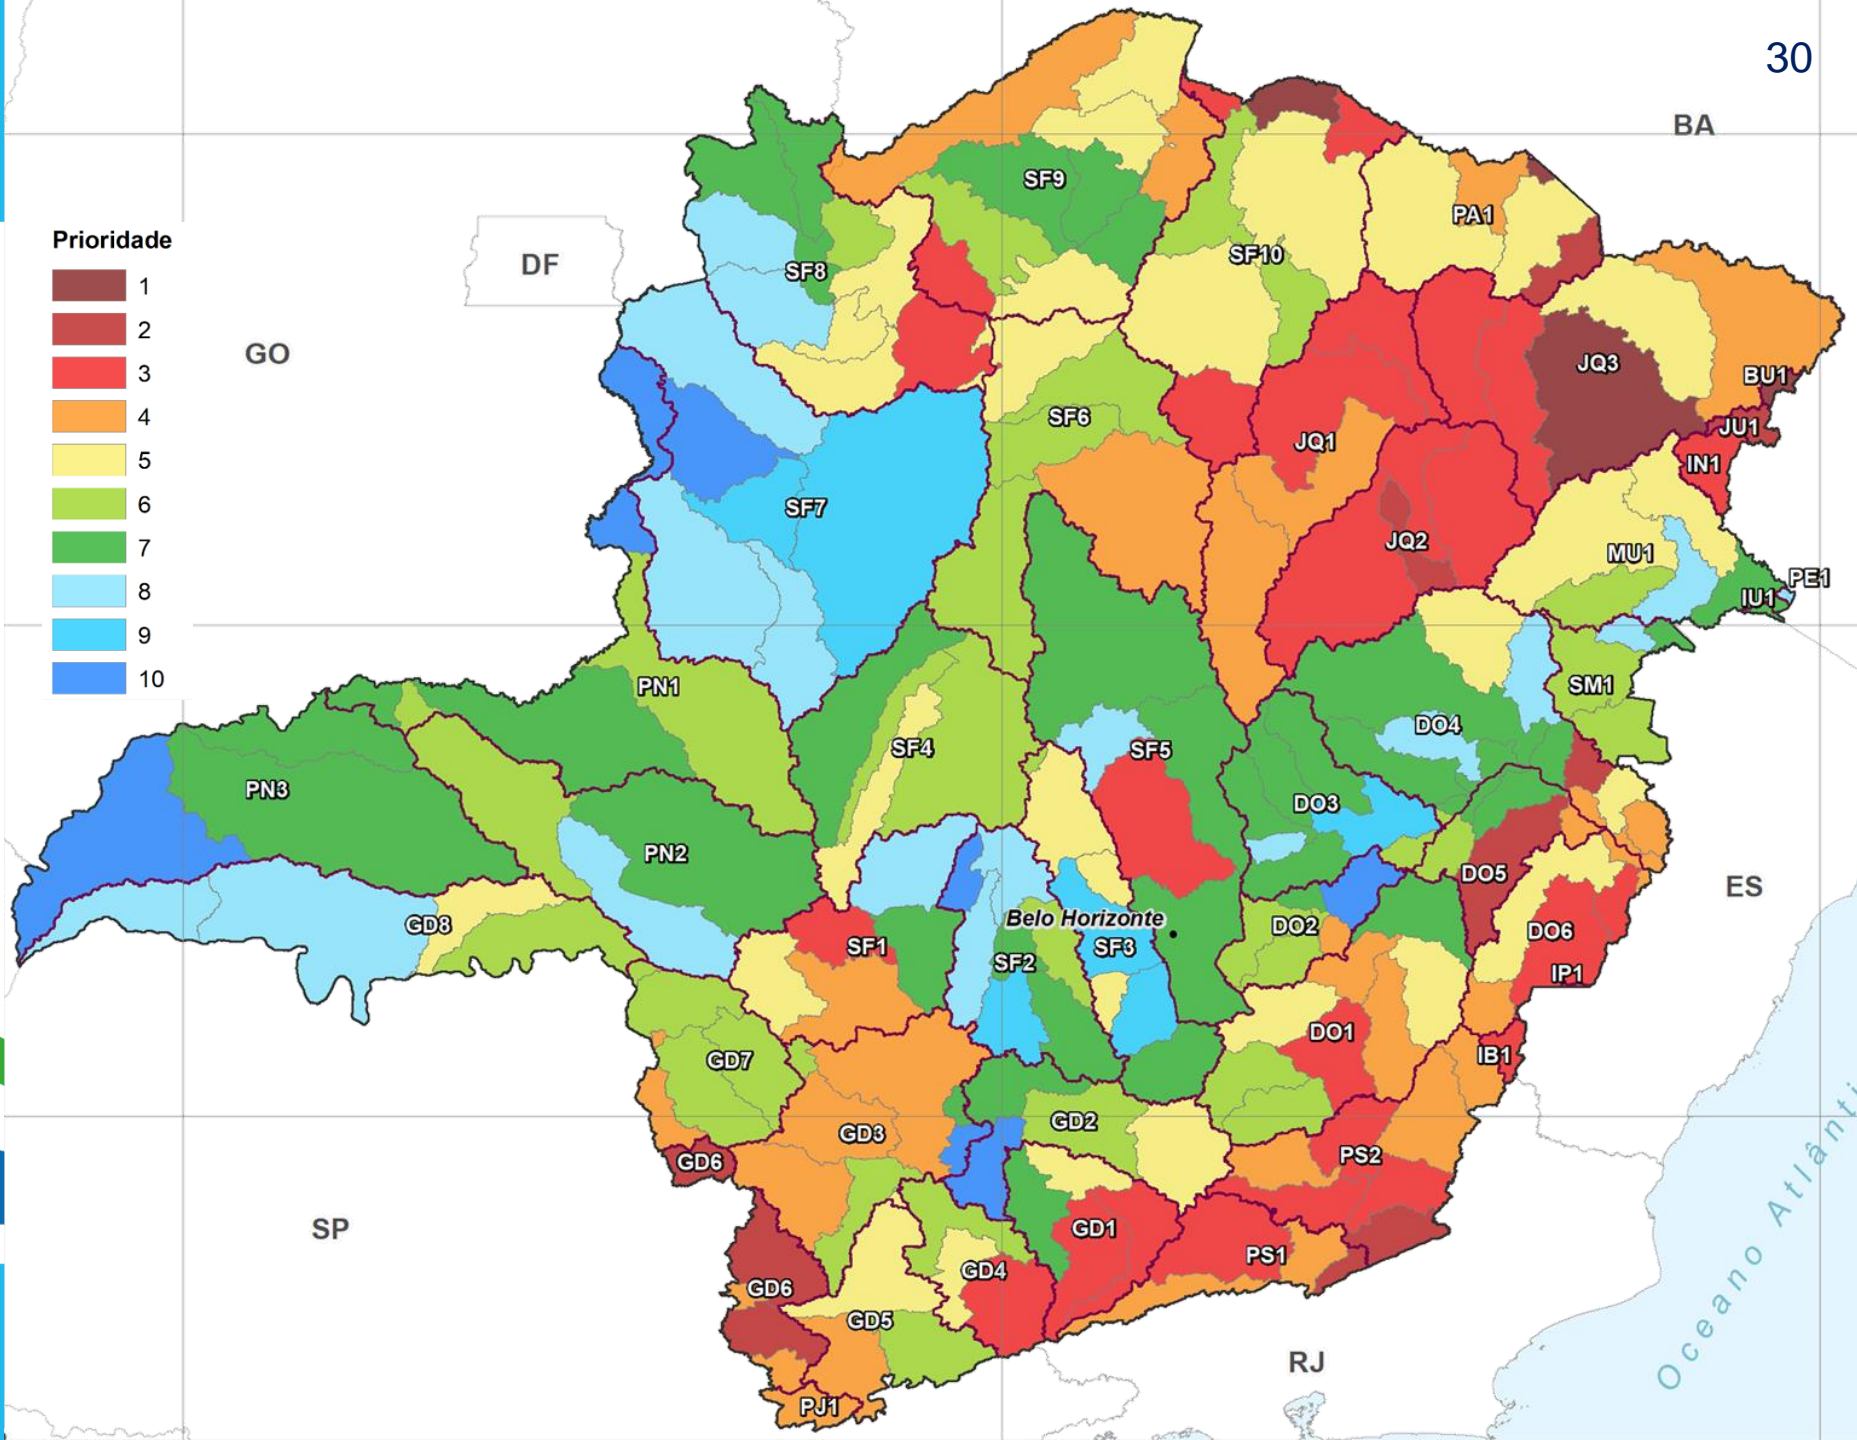 30
BA
SF9
PA1
SF10
DF
SF8
Prioridade
1
2
3
4
5
6
7
8
9
10
GO
JQ3
BU1
SF6
JU1
JQ1
IN1
SF7
JQ2
MU1
PE1
IU1
PN1
SM1
DO4
SF4
SF5
PN3
DO3
PN2
DO5
ES
GD8
Belo Horizonte
SF1
SF3
DO2
DO6
SF2
IP1
DO1
GD7
IB1
GD2
GD3
PS2
GD6
SP
GD1
PS1
GD4
GD6
GD5
RJ
PJ1
Oceano Atlânti